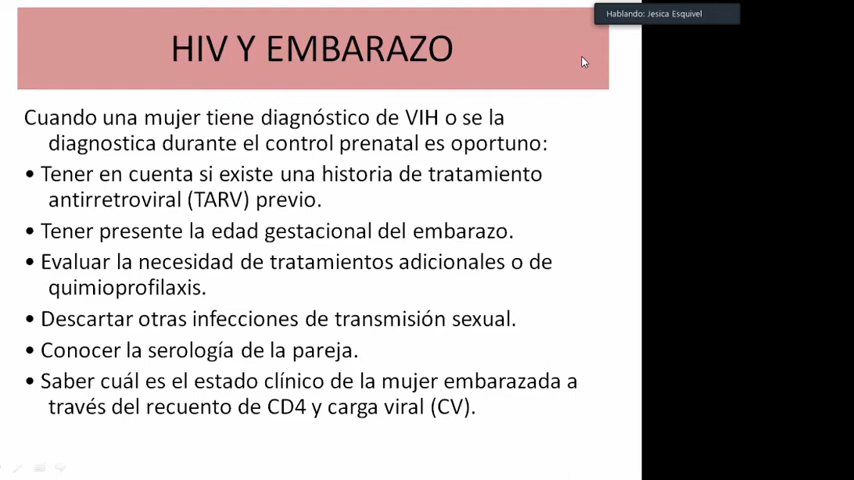 Hablando: Jesica Esquivel
HIV Y EMBARAZO
Cuando una mujer tiene diagnóstico de VIH o se la
diagnostica durante el control prenatal es oportuno:
• Tener en cuenta si existe una historia de tratamiento
antirretroviral (TARV) previo.
• Tener presente la edad gestacional del embarazo.
• Evaluar la necesidad de tratamientos adicionales o de
quimioprofilaxis.
• Descartar otras infecciones de transmisión sexual.
• Conocer la serología de la pareja.
• Saber cuál es el estado clínico de la mujer embarazada a
través del recuento de CD4 y carga viral (CV).